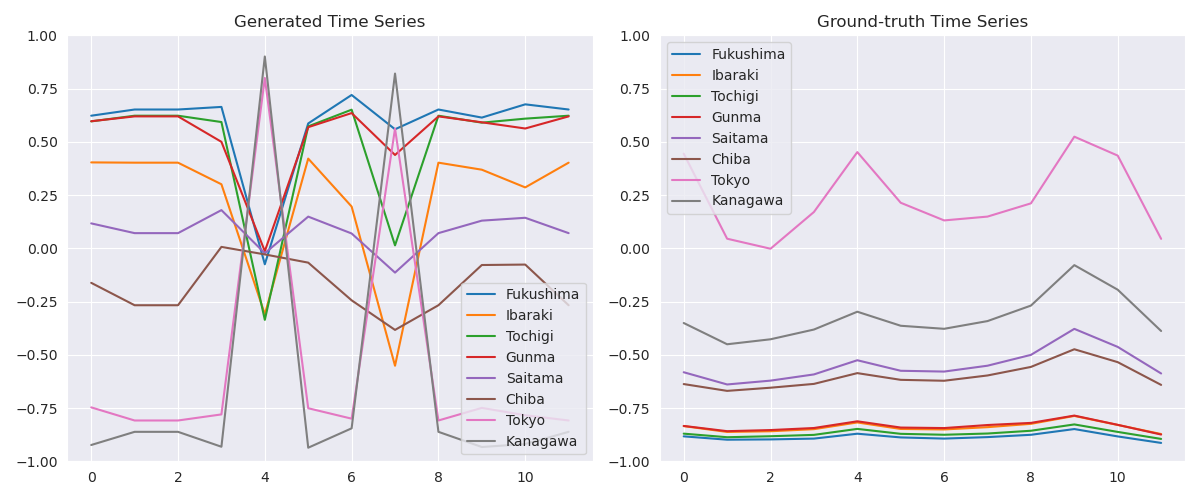 Generated Time Series
1.00
0.75
0.50
0.25
0.00
−0.25
−0.50
−0.75
−1.00
0 2 4 6 8 10
Fukushima
Ibaraki
Tochigi
Gunma
Saitama
Chiba
Tokyo
Kanagawa
Ground-truth Time Series
1.00
0.75
0.50
0.25
0.00
−0.25
−0.50
−0.75
−1.00
0 2 4 6 8 10
Fukushima
Ibaraki
Tochigi
Gunma
Saitama
Chiba
Tokyo
Kanagawa